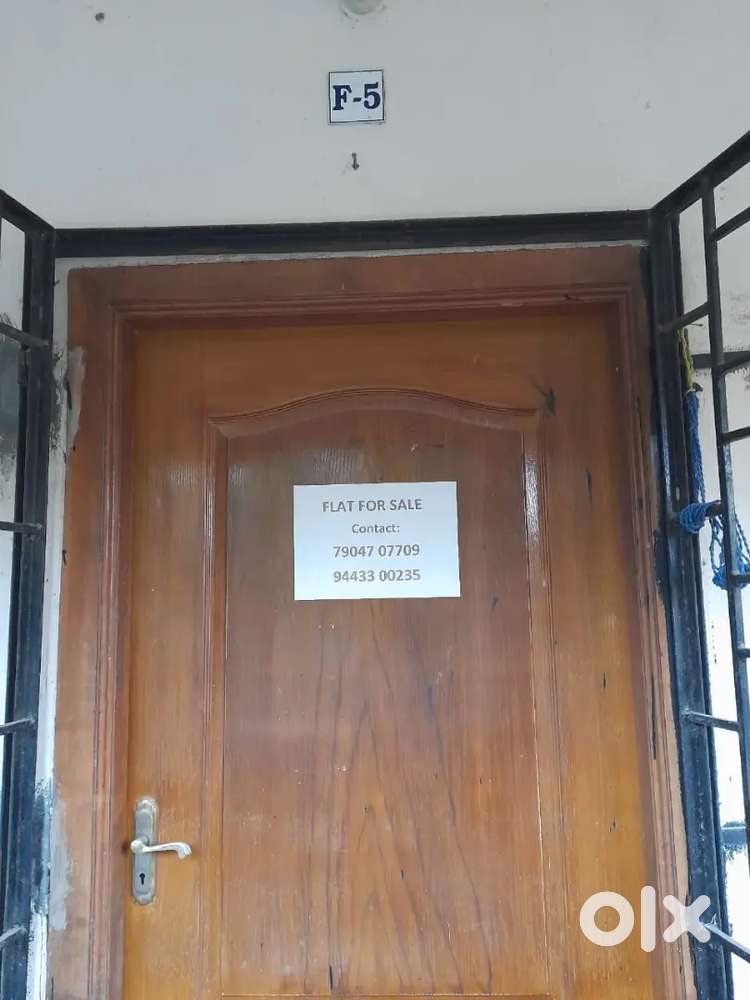 F-5
FLAT FOR SALE
Contact:
79047 07709
94433 00235
olx